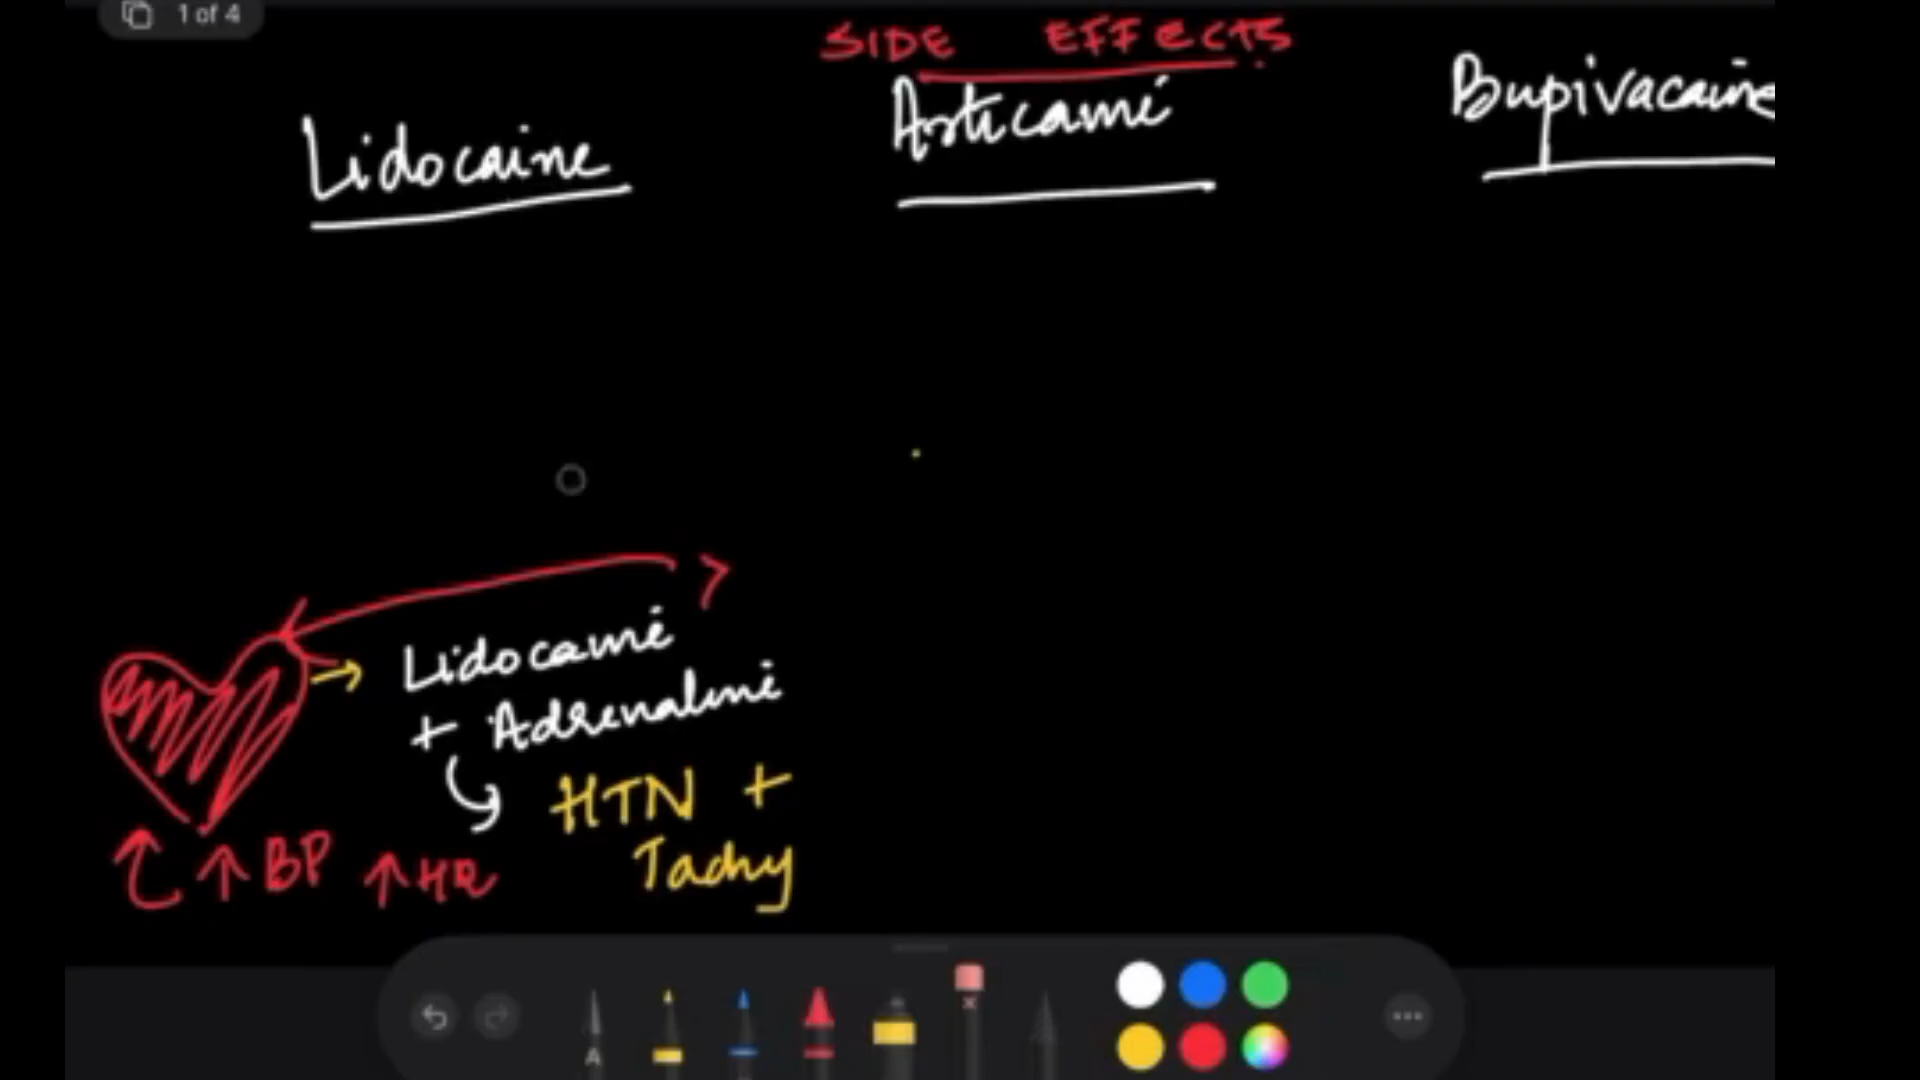 1 of 4
SIDE EFFECTS
Lidocaine
Articaine
Bupivacaine
Lidocaine
+ Adrenaline
HTN +
Tachy
↑ BP ↑ HR
A